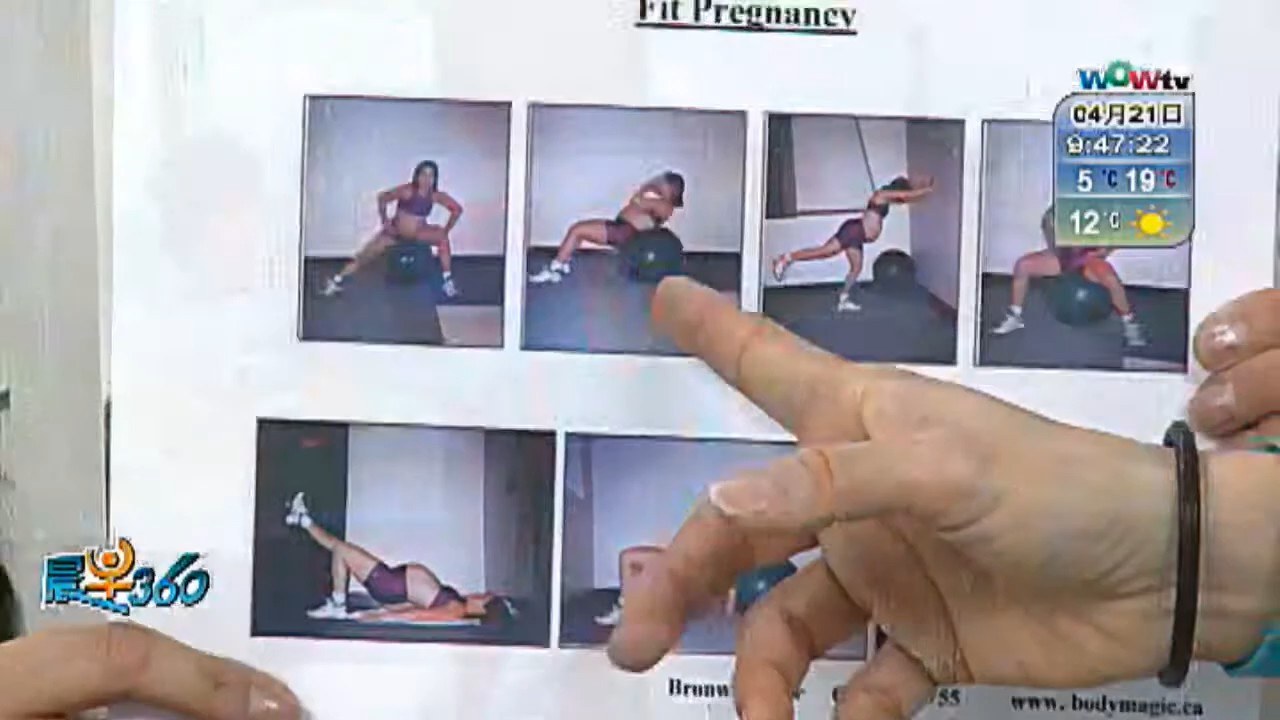 Fit Pregnancy
WOWtv
04月21日
9:47:22
5℃ 19℃
12℃
晨早360
55
www.bodymagic.ca